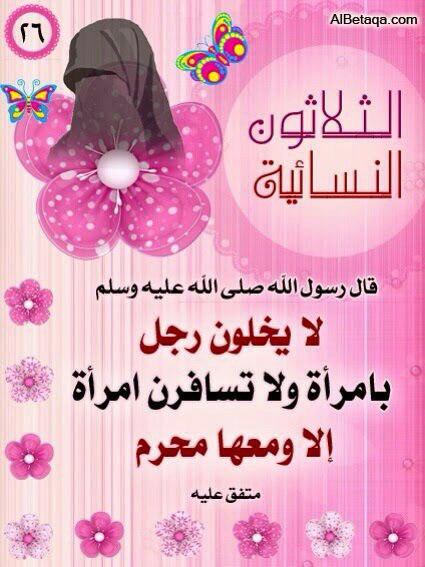 AlBetaqa.com
٢٦
الثلاثون
النسائية
قال رسول الله صلى الله عليه وسلم
لا يخلون رجل
بامرأة ولا تسافرن امرأة
إلا ومعها محرم
متفق عليه